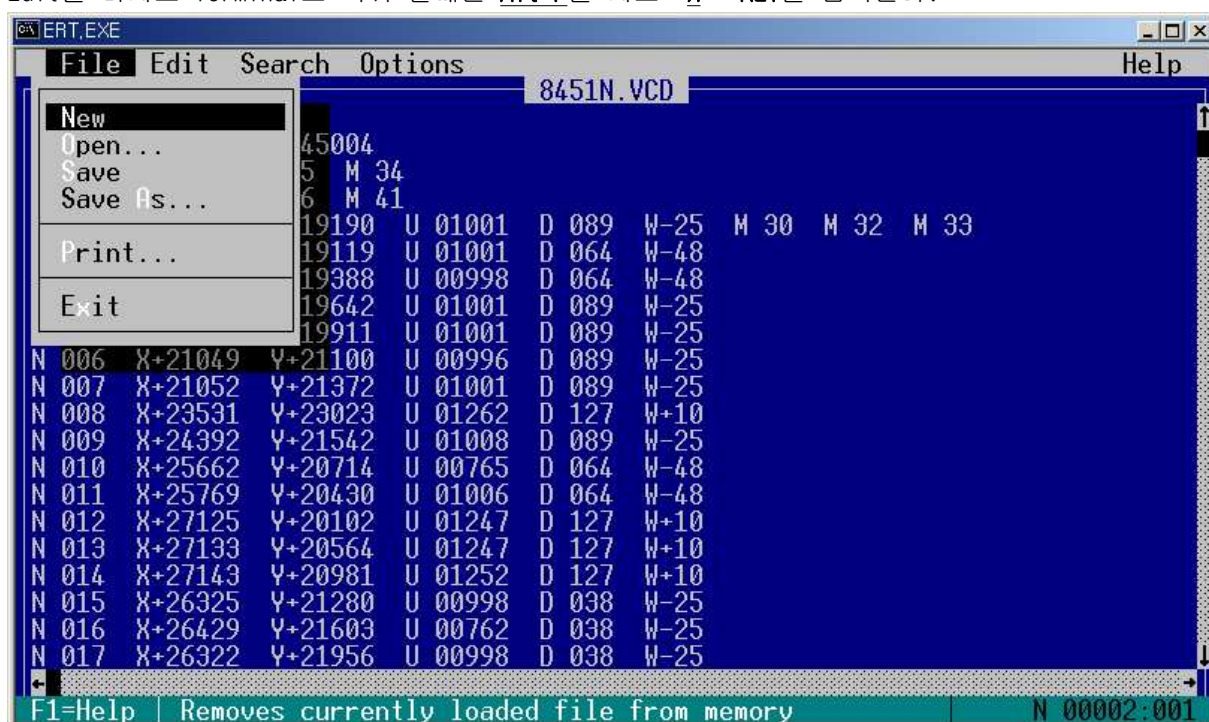 ERT.EXE
File Edit Search Options Help
8451N.VCD
New
Open... 45004
Save 5 M 34
Save As... 6 M 41
19190 U 01001 D 089 W-25 M 30 M 32 M 33
Print... 19119 U 01001 D 064 W-48
19388 U 00998 D 064 W-48
Exit 19642 U 01001 D 089 W-25
19911 U 01001 D 089 W-25
N 006 X+21049 Y+21100 U 00996 D 089 W-25
N 007 X+21052 Y+21372 U 01001 D 089 W-25
N 008 X+23531 Y+23023 U 01262 D 127 W+10
N 009 X+24392 Y+21542 U 01008 D 089 W-25
N 010 X+25662 Y+20714 U 00765 D 064 W-48
N 011 X+25769 Y+20430 U 01006 D 064 W-48
N 012 X+27125 Y+20102 U 01247 D 127 W+10
N 013 X+27133 Y+20564 U 01247 D 127 W+10
N 014 X+27143 Y+20981 U 01252 D 127 W+10
N 015 X+26325 Y+21280 U 00998 D 038 W-25
N 016 X+26429 Y+21603 U 00762 D 038 W-25
N 017 X+26322 Y+21956 U 00998 D 038 W-25
F1=Help | Removes currently loaded file from memory | N 00002:001